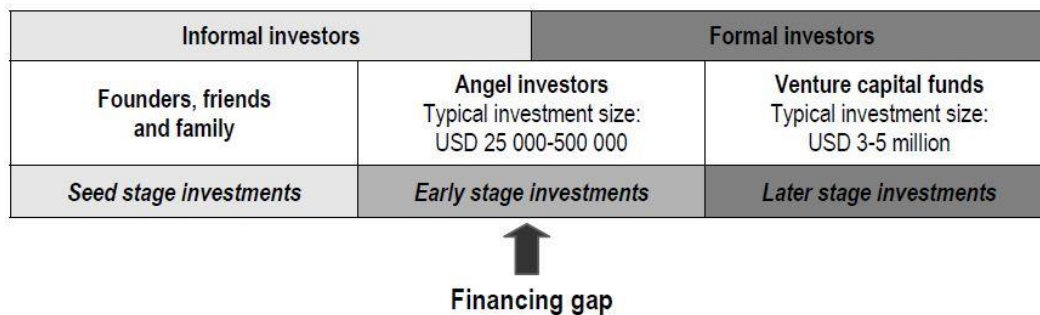 Informal investors
Formal investors
Founders, friends
and family
Angel investors
Typical investment size:
USD 25 000-500 000
Venture capital funds
Typical investment size:
USD 3-5 million
Seed stage investments
Early stage investments
Later stage investments
Financing gap